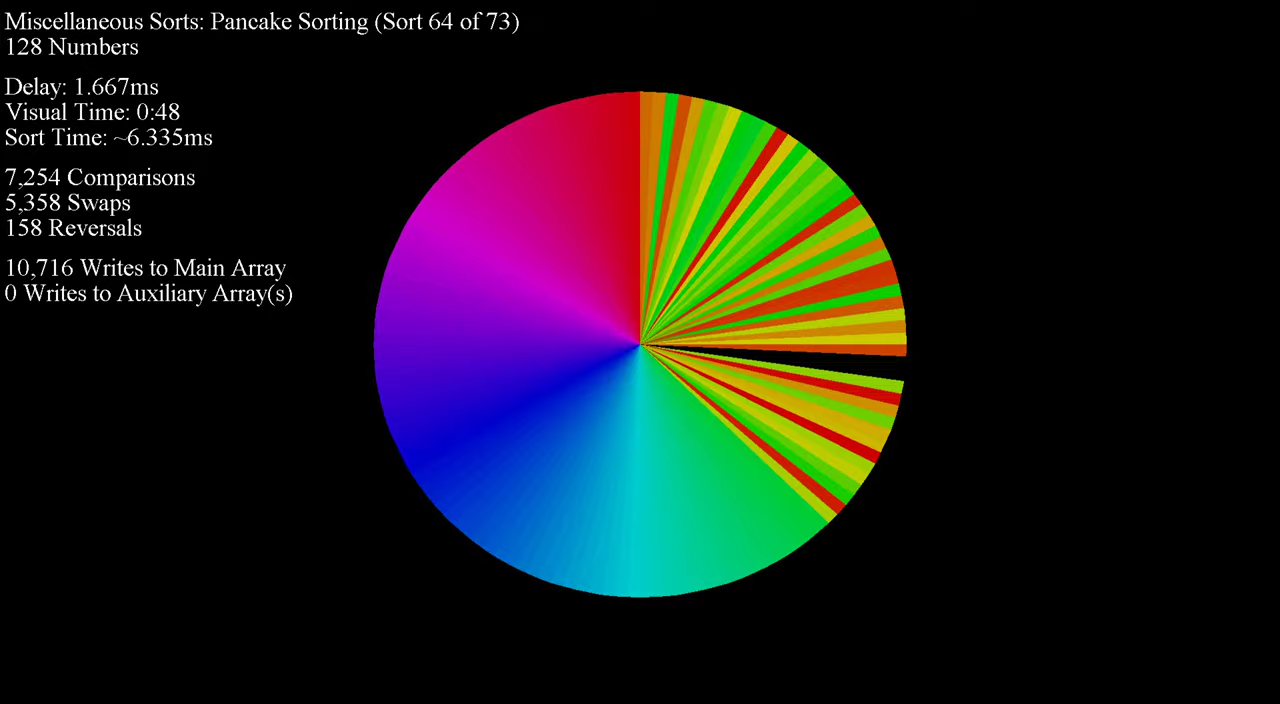 Miscellaneous Sorts: Pancake Sorting (Sort 64 of 73)
128 Numbers
Delay: 1.667ms
Visual Time: 0:48
Sort Time: ~6.335ms
7,254 Comparisons
5,358 Swaps
158 Reversals
10,716 Writes to Main Array
0 Writes to Auxiliary Array(s)